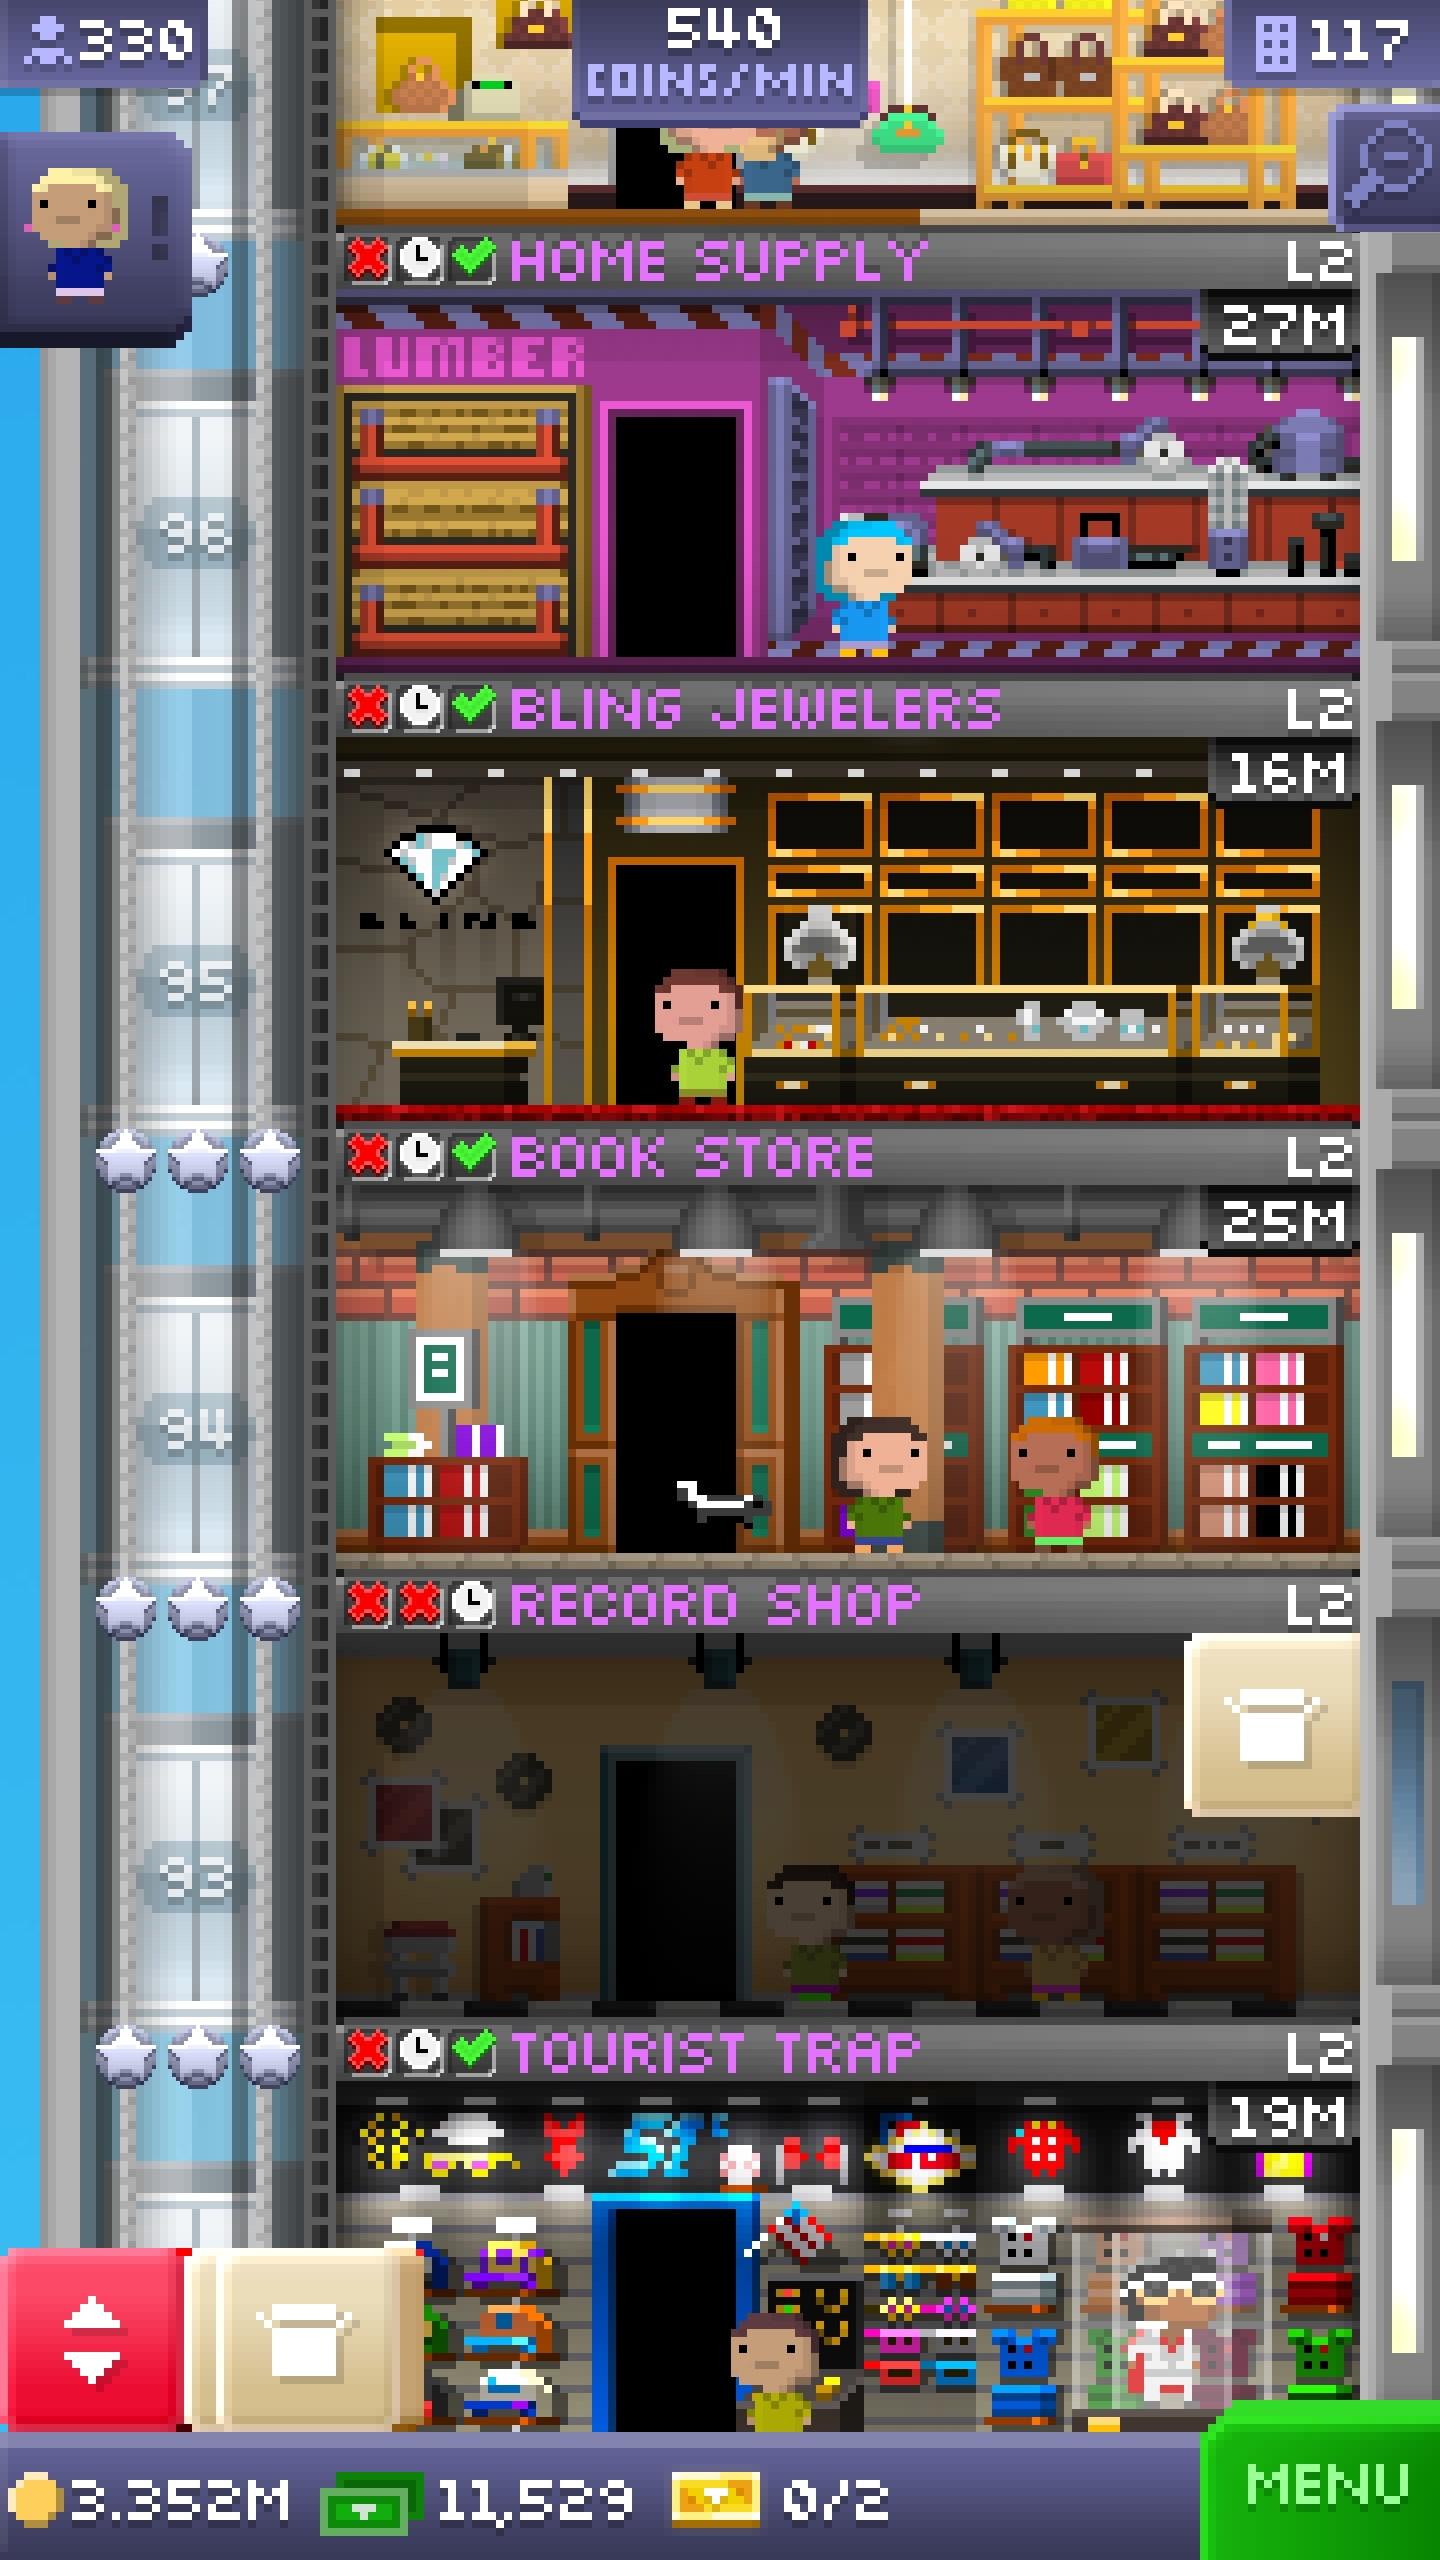 330
540
COINS/MIN
117
97
HOME SUPPLY L2
27M
LUMBER
96
BLING JEWELERS L2
16M
95
BOOK STORE L2
25M
94
RECORD SHOP L2
93
TOURIST TRAP L2
19M
3.352M 11,529 0/2
MENU